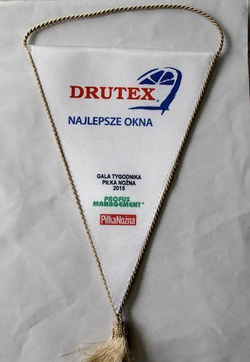 DRUTEX
NAJLEPSZE OKNA
GALA TYGODNIKA
PIŁKA NOŻNA
2015
PROFUS
MANAGEMENT
PiłkaNożna